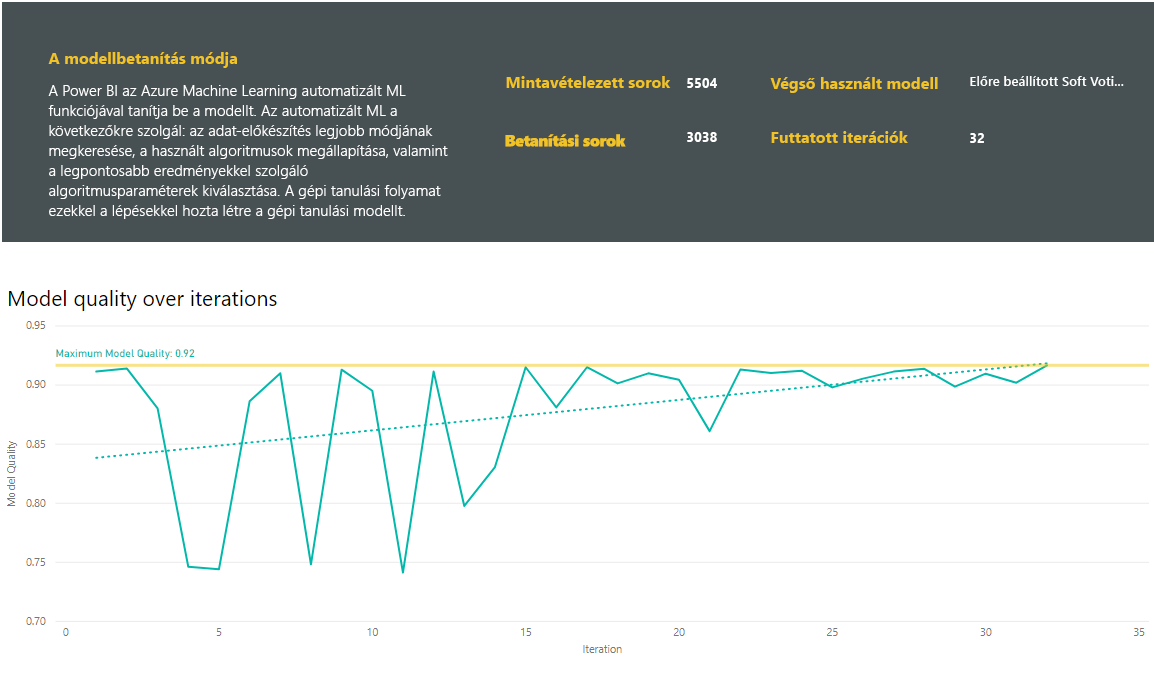 A modellbetanítás módja
A Power BI az Azure Machine Learning automatizált ML
funkciójával tanítja be a modellt. Az automatizált ML a
következőkre szolgál: az adat-előkészítés legjobb módjának
megkeresése, a használt algoritmusok megállapítása, valamint
a legpontosabb eredményekkel szolgáló
algoritmusparaméterek kiválasztása. A gépi tanulási folyamat
ezekkel a lépésekkel hozta létre a gépi tanulási modellt.
Mintavételezett sorok 5504
Végső használt modell Előre beállított Soft Voti...
Betanítási sorok 3038
Futtatott iterációk 32
Model quality over iterations
0.95
Maximum Model Quality: 0.92
0.90
0.85
0.80
0.75
0.70
Model Quality
0 5 10 15 20 25 30 35
Iteration